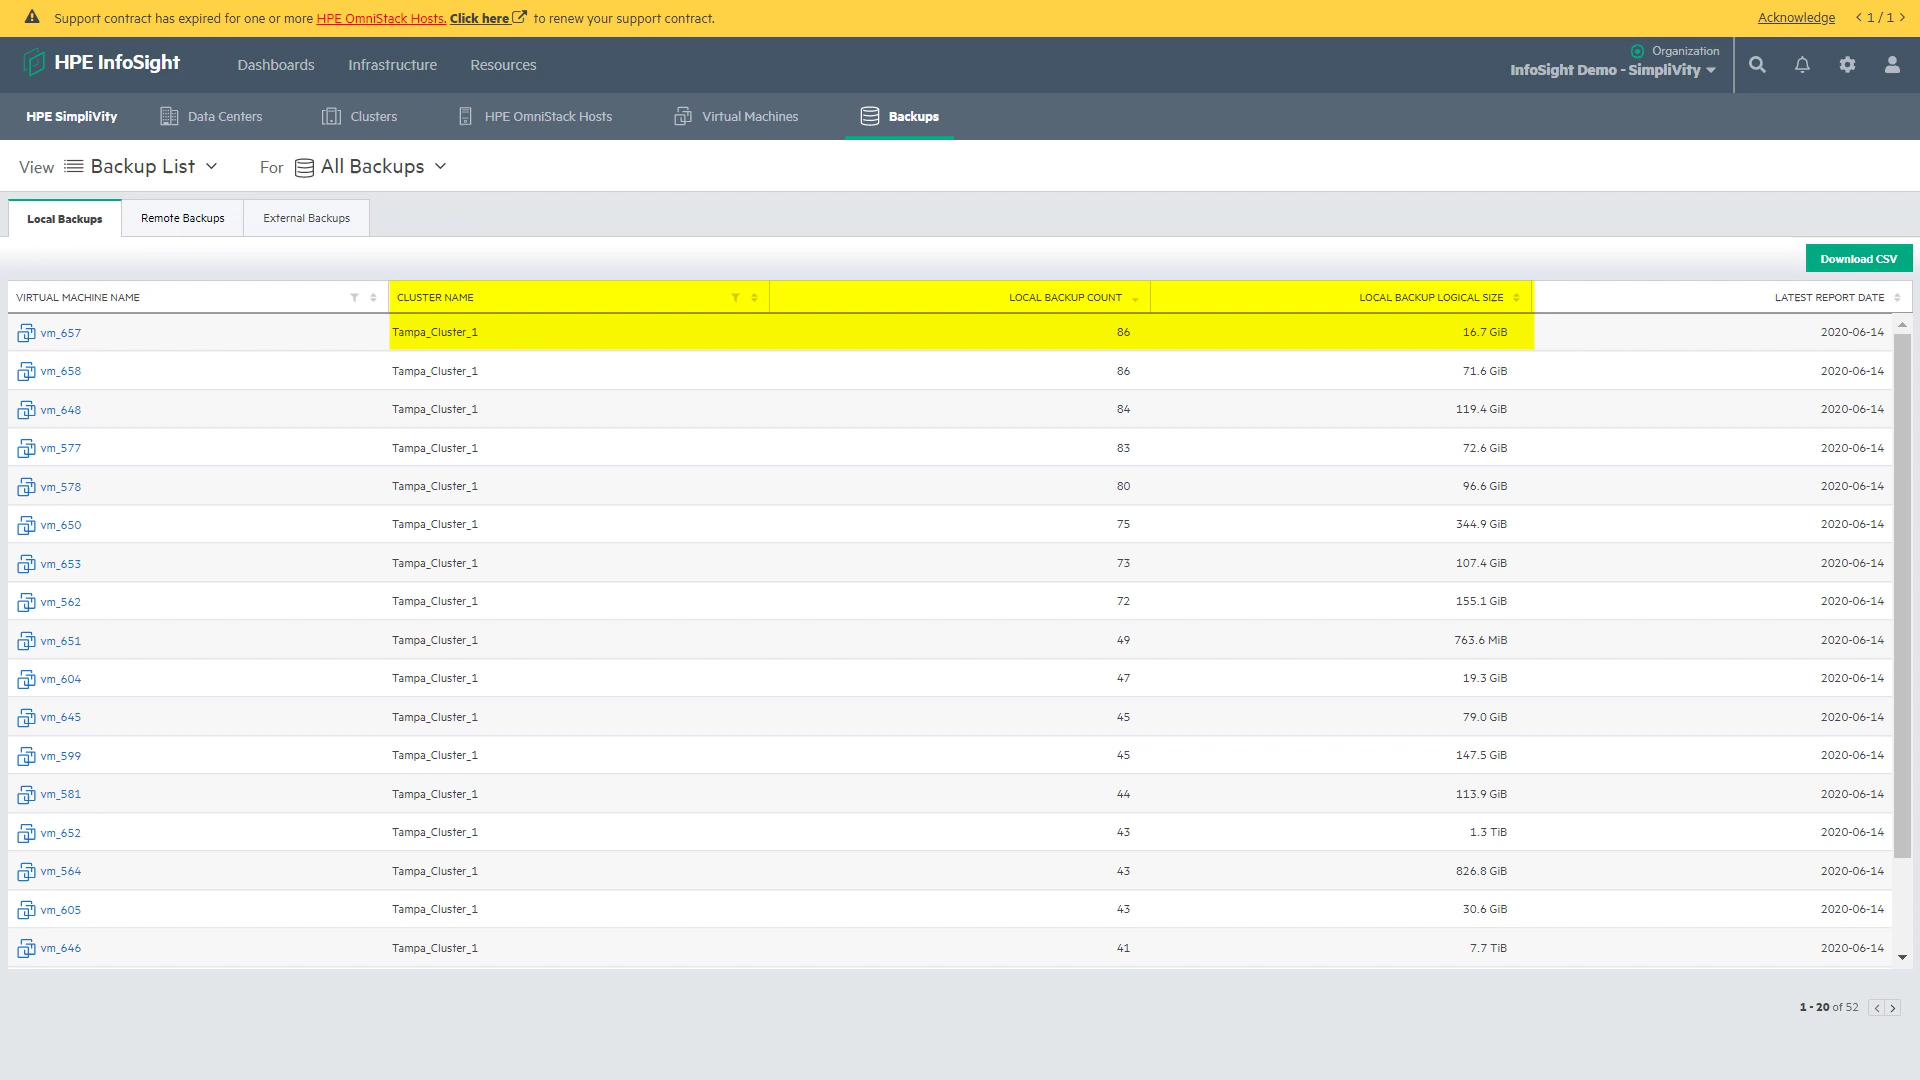 Support contract has expired for one or more HPE OmniStack Hosts. Click here to renew your support contract. Acknowledge < 1 / 1 >
HPE InfoSight Dashboards Infrastructure Resources Organization
InfoSight Demo - SimpliVity
HPE SimpliVity Data Centers Clusters HPE OmniStack Hosts Virtual Machines Backups
View Backup List For All Backups
Local Backups Remote Backups External Backups
Download CSV
VIRTUAL MACHINE NAME CLUSTER NAME LOCAL BACKUP COUNT LOCAL BACKUP LOGICAL SIZE LATEST REPORT DATE
vm_657 Tampa_Cluster_1 86 16.7 GiB 2020-06-14
vm_658 Tampa_Cluster_1 86 71.6 GiB 2020-06-14
vm_648 Tampa_Cluster_1 84 119.4 GiB 2020-06-14
vm_577 Tampa_Cluster_1 83 72.6 GiB 2020-06-14
vm_578 Tampa_Cluster_1 80 96.6 GiB 2020-06-14
vm_650 Tampa_Cluster_1 75 344.9 GiB 2020-06-14
vm_653 Tampa_Cluster_1 73 107.4 GiB 2020-06-14
vm_562 Tampa_Cluster_1 72 155.1 GiB 2020-06-14
vm_651 Tampa_Cluster_1 49 763.6 MiB 2020-06-14
vm_604 Tampa_Cluster_1 47 19.3 GiB 2020-06-14
vm_645 Tampa_Cluster_1 45 79.0 GiB 2020-06-14
vm_599 Tampa_Cluster_1 45 147.5 GiB 2020-06-14
vm_581 Tampa_Cluster_1 44 113.9 GiB 2020-06-14
vm_652 Tampa_Cluster_1 43 1.3 TiB 2020-06-14
vm_564 Tampa_Cluster_1 43 826.8 GiB 2020-06-14
vm_605 Tampa_Cluster_1 43 30.6 GiB 2020-06-14
vm_646 Tampa_Cluster_1 41 7.7 TiB 2020-06-14
1 - 20 of 52 < >